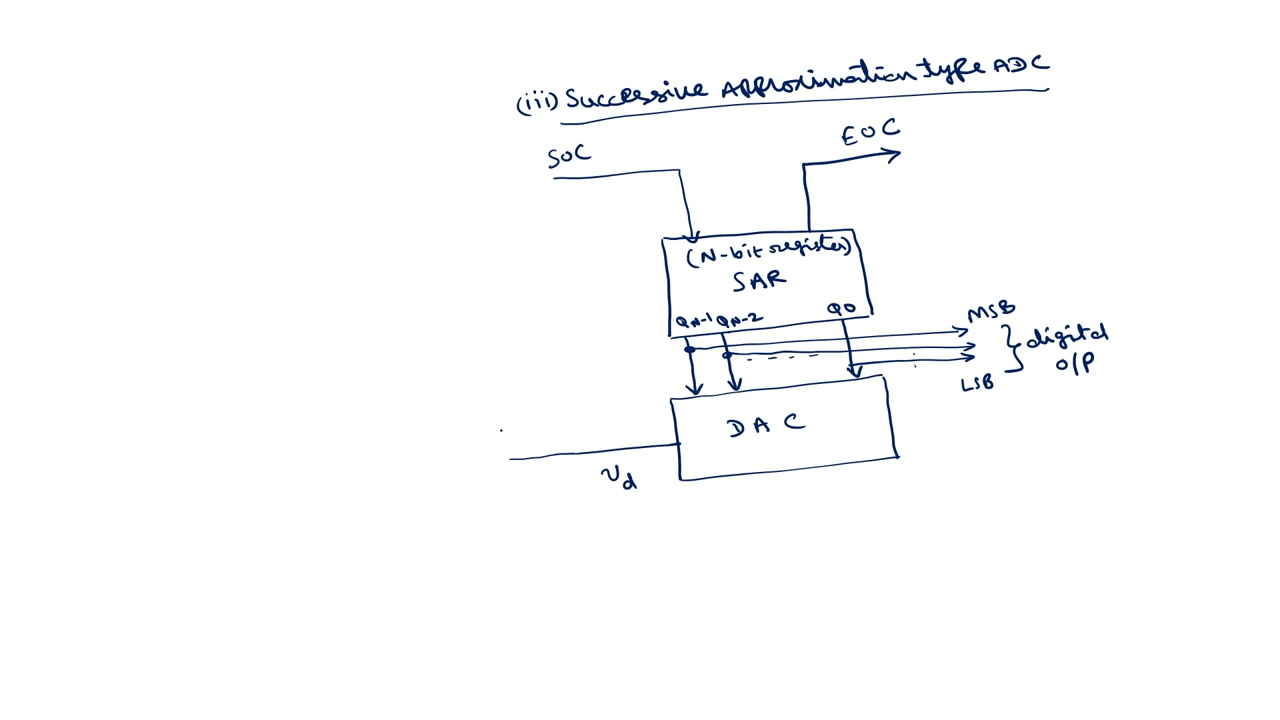 (iii) Successive Approximation type ADC
SOC
EOC
(N-bit register)
SAR
QN-1 QN-2 Q0
MSB
digital
O/P
LSB
DAC
Vd